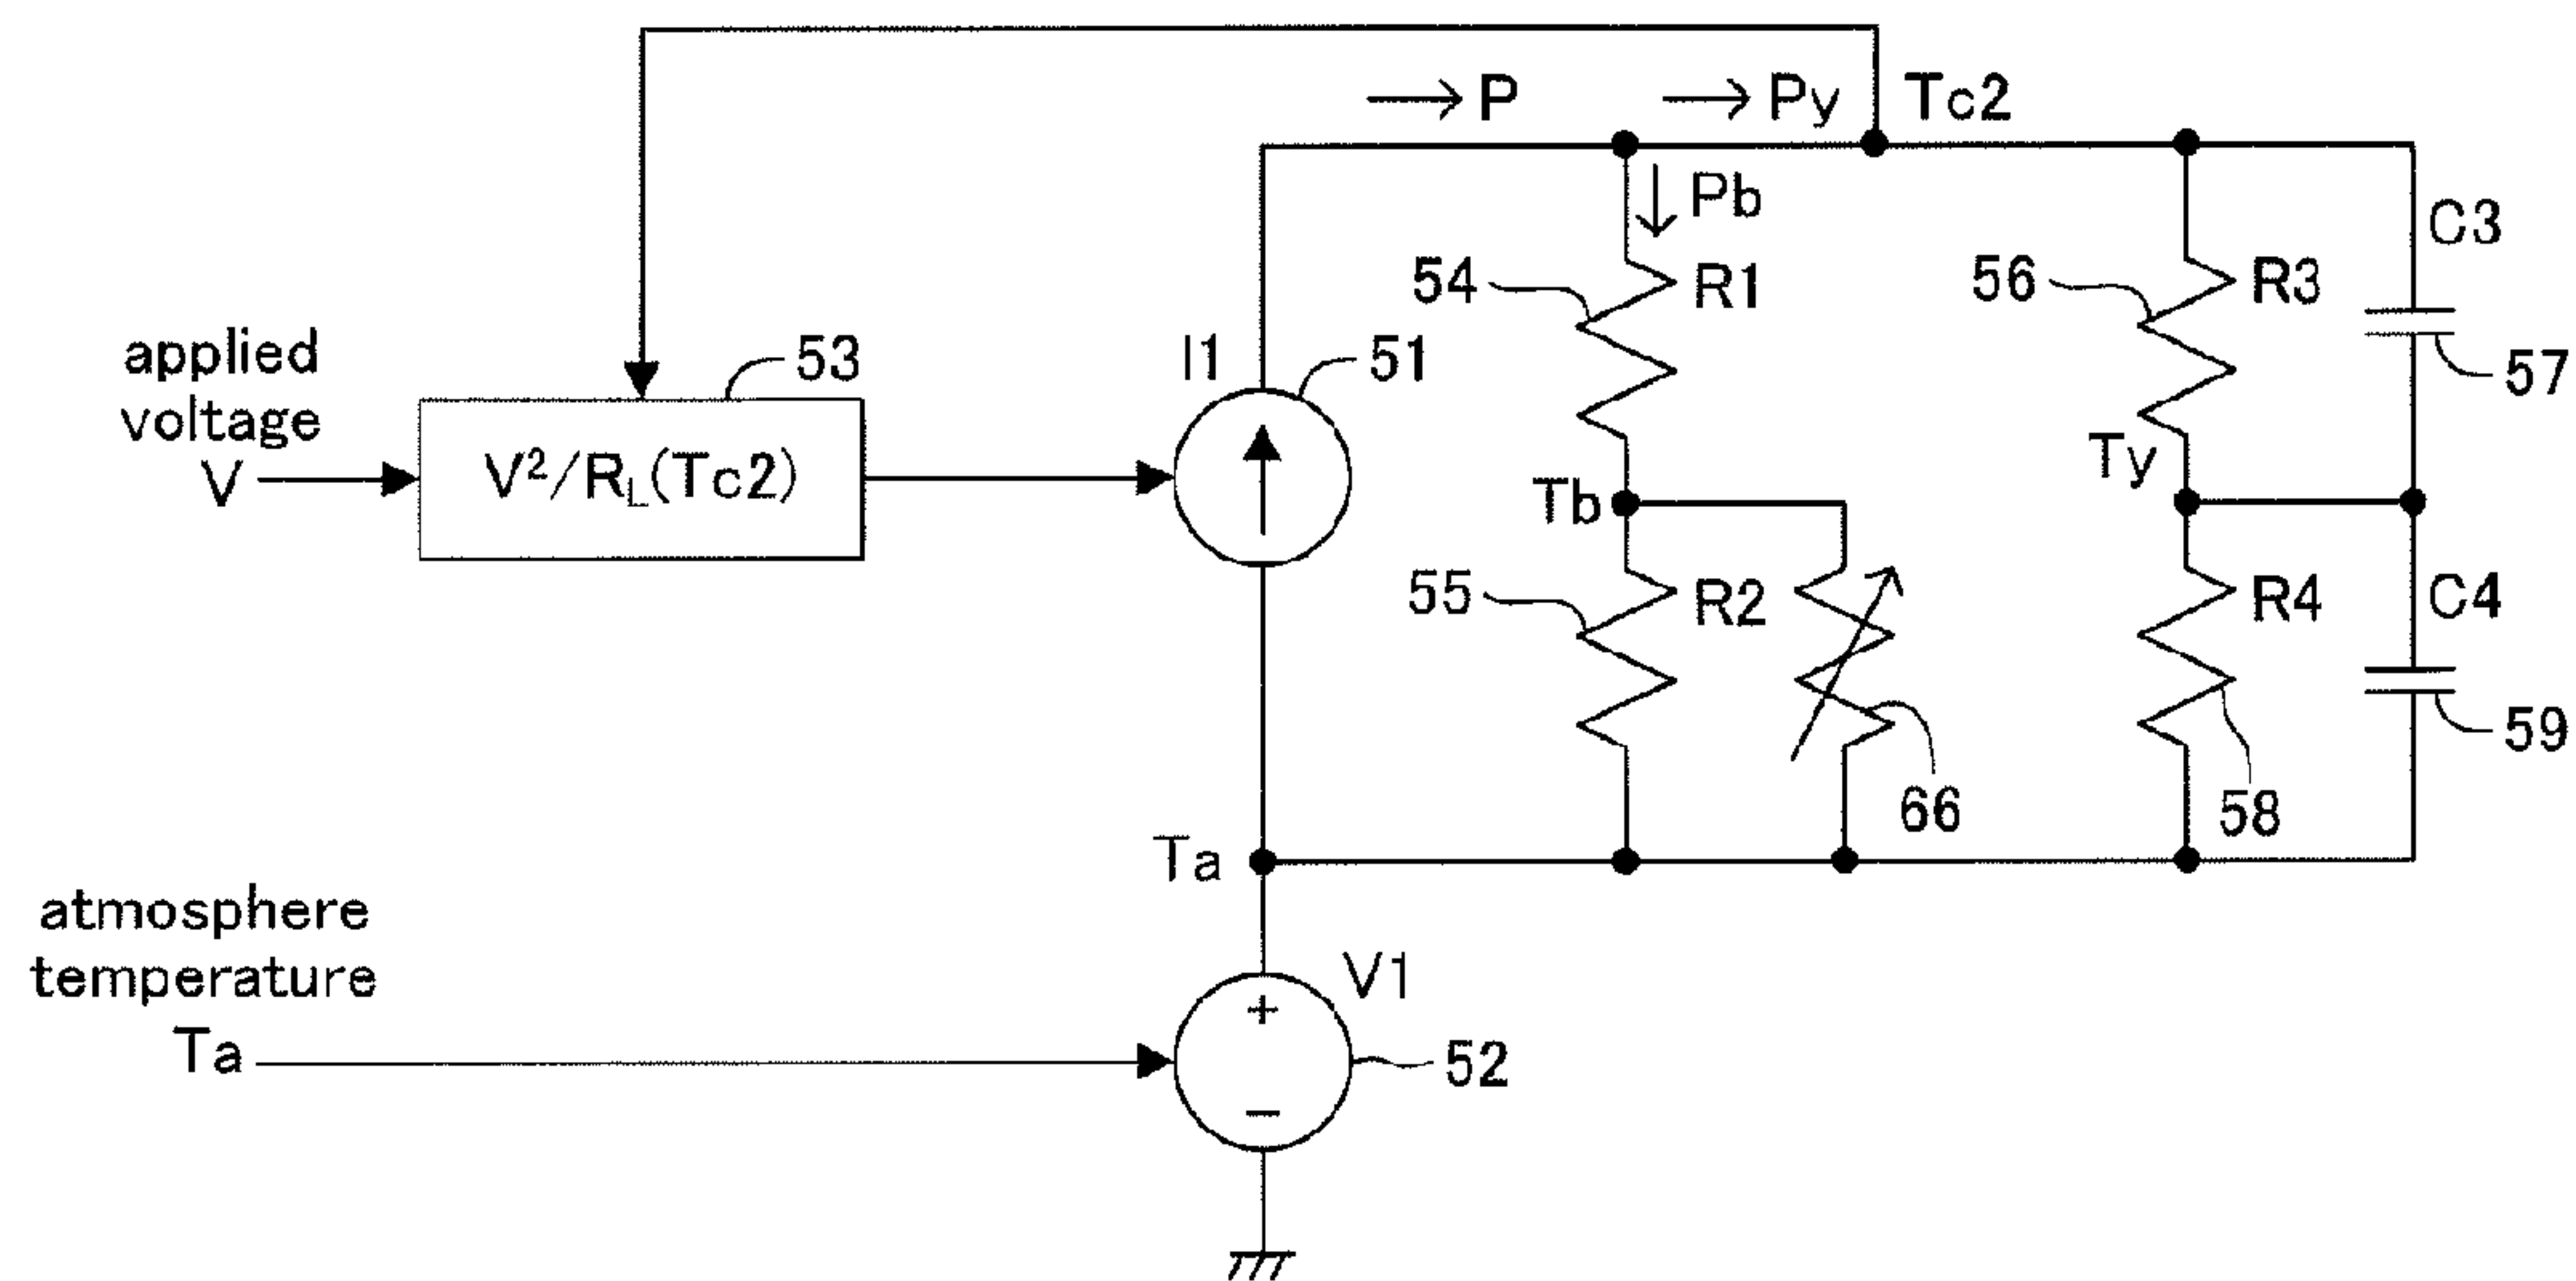 P
Py
Tc2
Pb
C3
54
R1
56
R3
applied
voltage
V
53
I1
51
57
V²/R_L(Tc2)
Tb
Ty
55
R2
R4
C4
66
58
59
Ta
atmosphere
temperature
Ta
V1
+
−
52